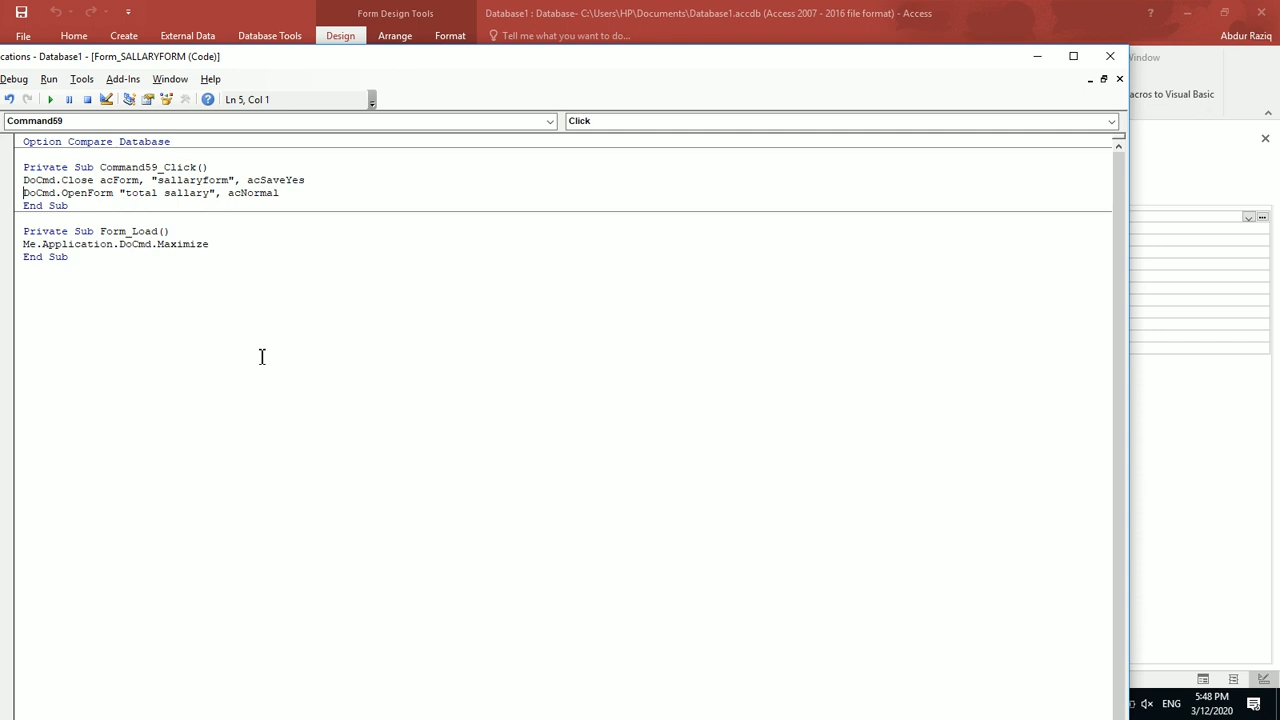 Form Design Tools
Database1 : Database- C:\Users\HP\Documents\Database1.accdb (Access 2007 - 2016 file format) - Access
File Home Create External Data Database Tools Design Arrange Format Tell me what you want to do... Abdur Raziq
cations - Database1 - [Form_SALLARYFORM (Code)]
Debug Run Tools Add-Ins Window Help
Ln 5, Col 1
Command59
Click
Option Compare Database
Private Sub Command59_Click()
DoCmd.Close acForm, "sallaryform", acSaveYes
DoCmd.OpenForm "total sallary", acNormal
End Sub
Private Sub Form_Load()
Me.Application.DoCmd.Maximize
End Sub
indow
acros to Visual Basic
ENG
5:48 PM
3/12/2020